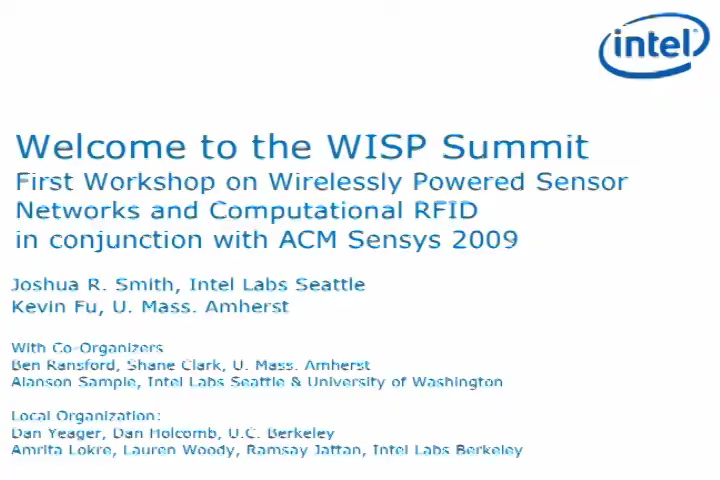 intel
Welcome to the WISP Summit
First Workshop on Wirelessly Powered Sensor
Networks and Computational RFID
in conjunction with ACM Sensys 2009
Joshua R. Smith, Intel Labs Seattle
Kevin Fu, U. Mass. Amherst
With Co-Organizers
Ben Ransford, Shane Clark, U. Mass. Amherst
Alanson Sample, Intel Labs Seattle & University of Washington
Local Organization:
Dan Yeager, Dan Holcomb, U.C. Berkeley
Amrita Lokre, Lauren Woody, Ramsay Jattan, Intel Labs Berkeley